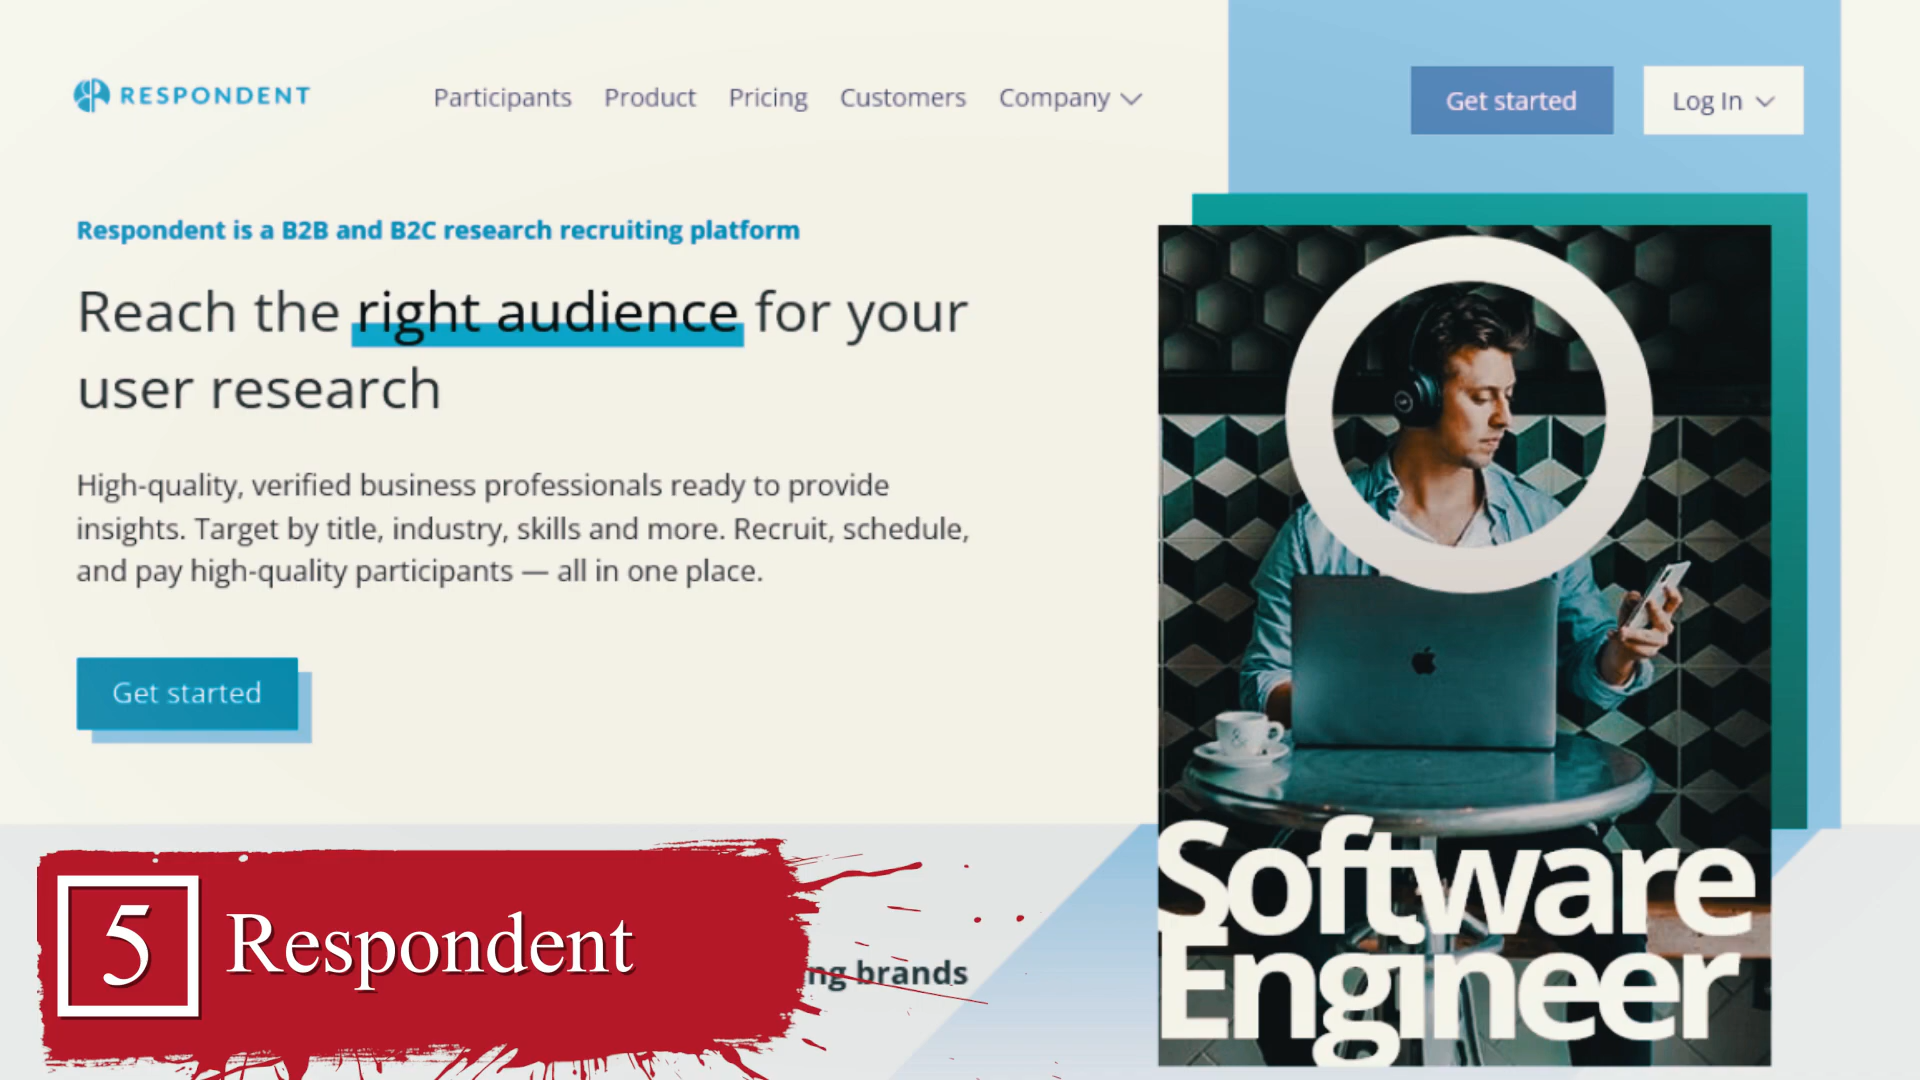 RESPONDENT
Participants
Product
Pricing
Customers
Company
Get started
Log In
Respondent is a B2B and B2C research recruiting platform
Reach the right audience for your
user research
High-quality, verified business professionals ready to provide
insights. Target by title, industry, skills and more. Recruit, schedule,
and pay high-quality participants — all in one place.
Get started
Software
Engineer
5 Respondent
ng brands